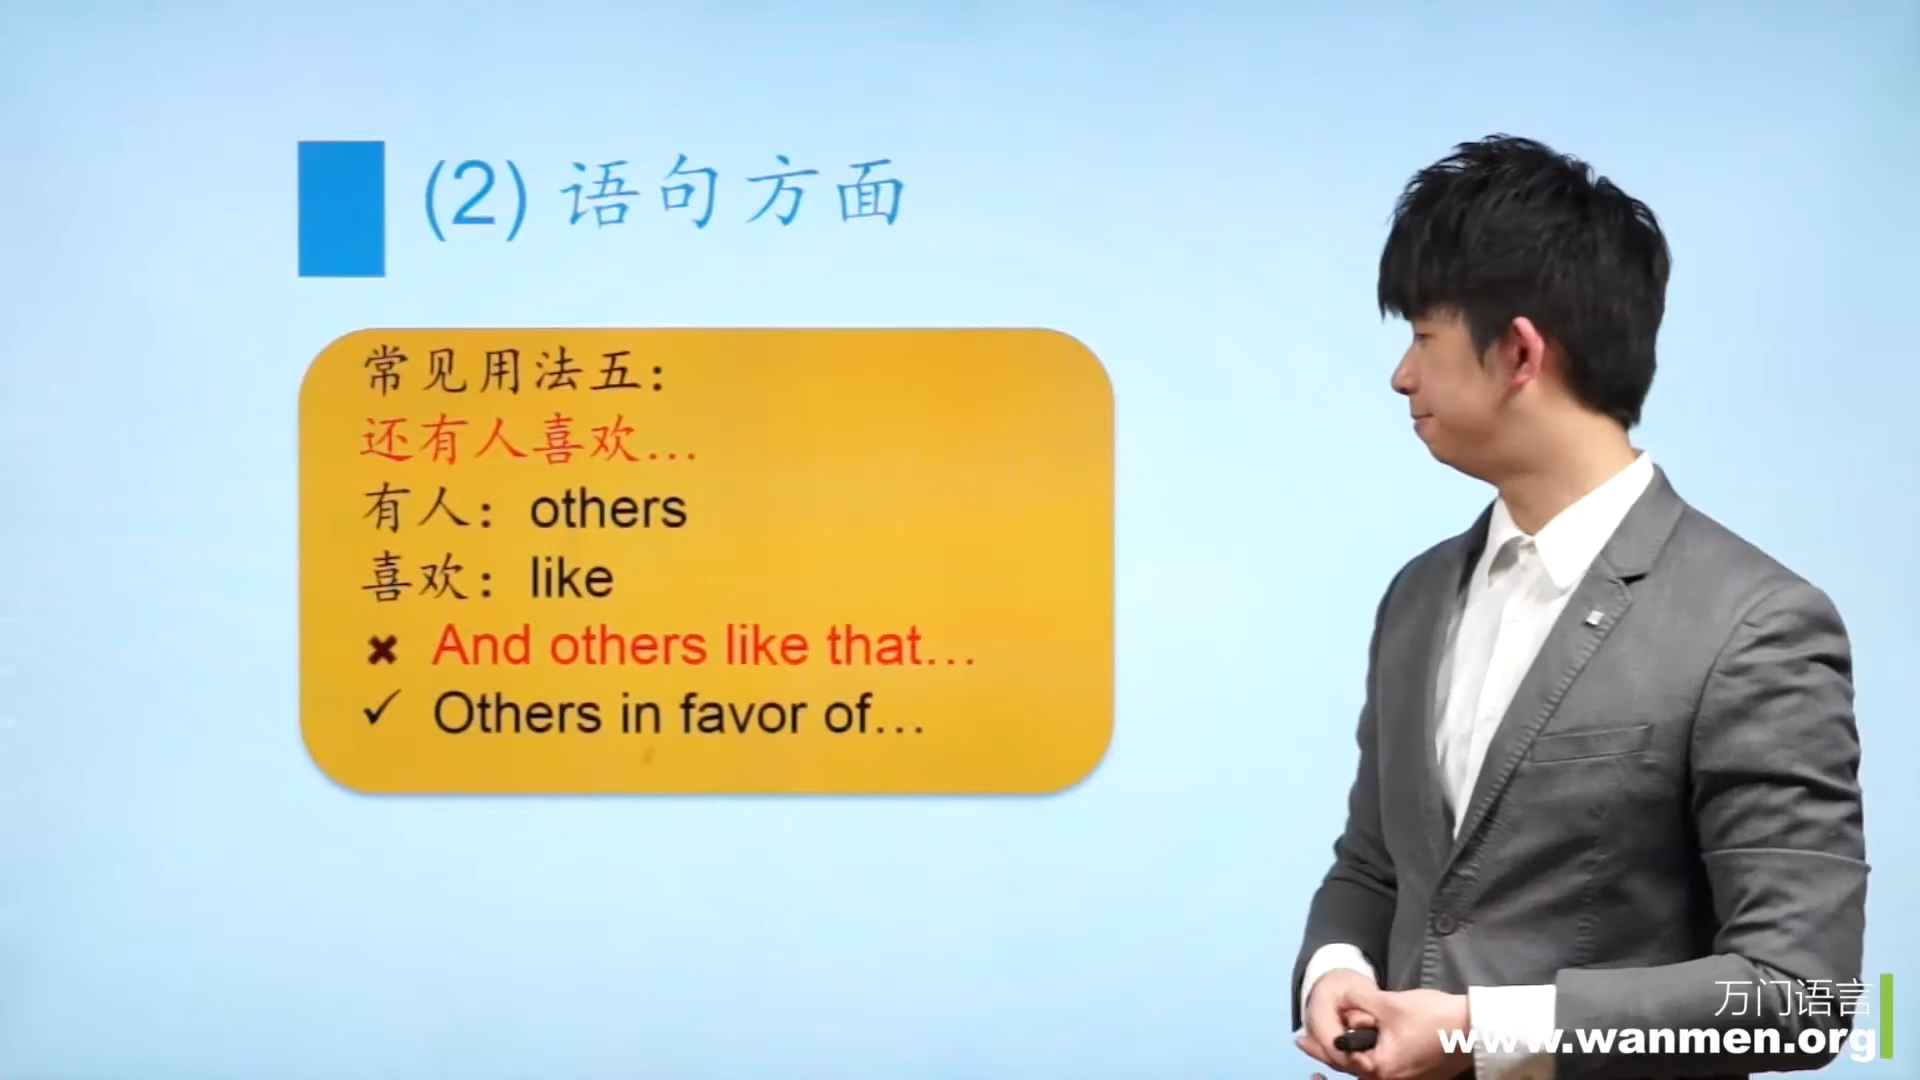 (2) 语句方面
常见用法五：
还有人喜欢…
有人：others
喜欢：like
✖ And others like that…
✓ Others in favor of…
万门语言
www.wanmen.org